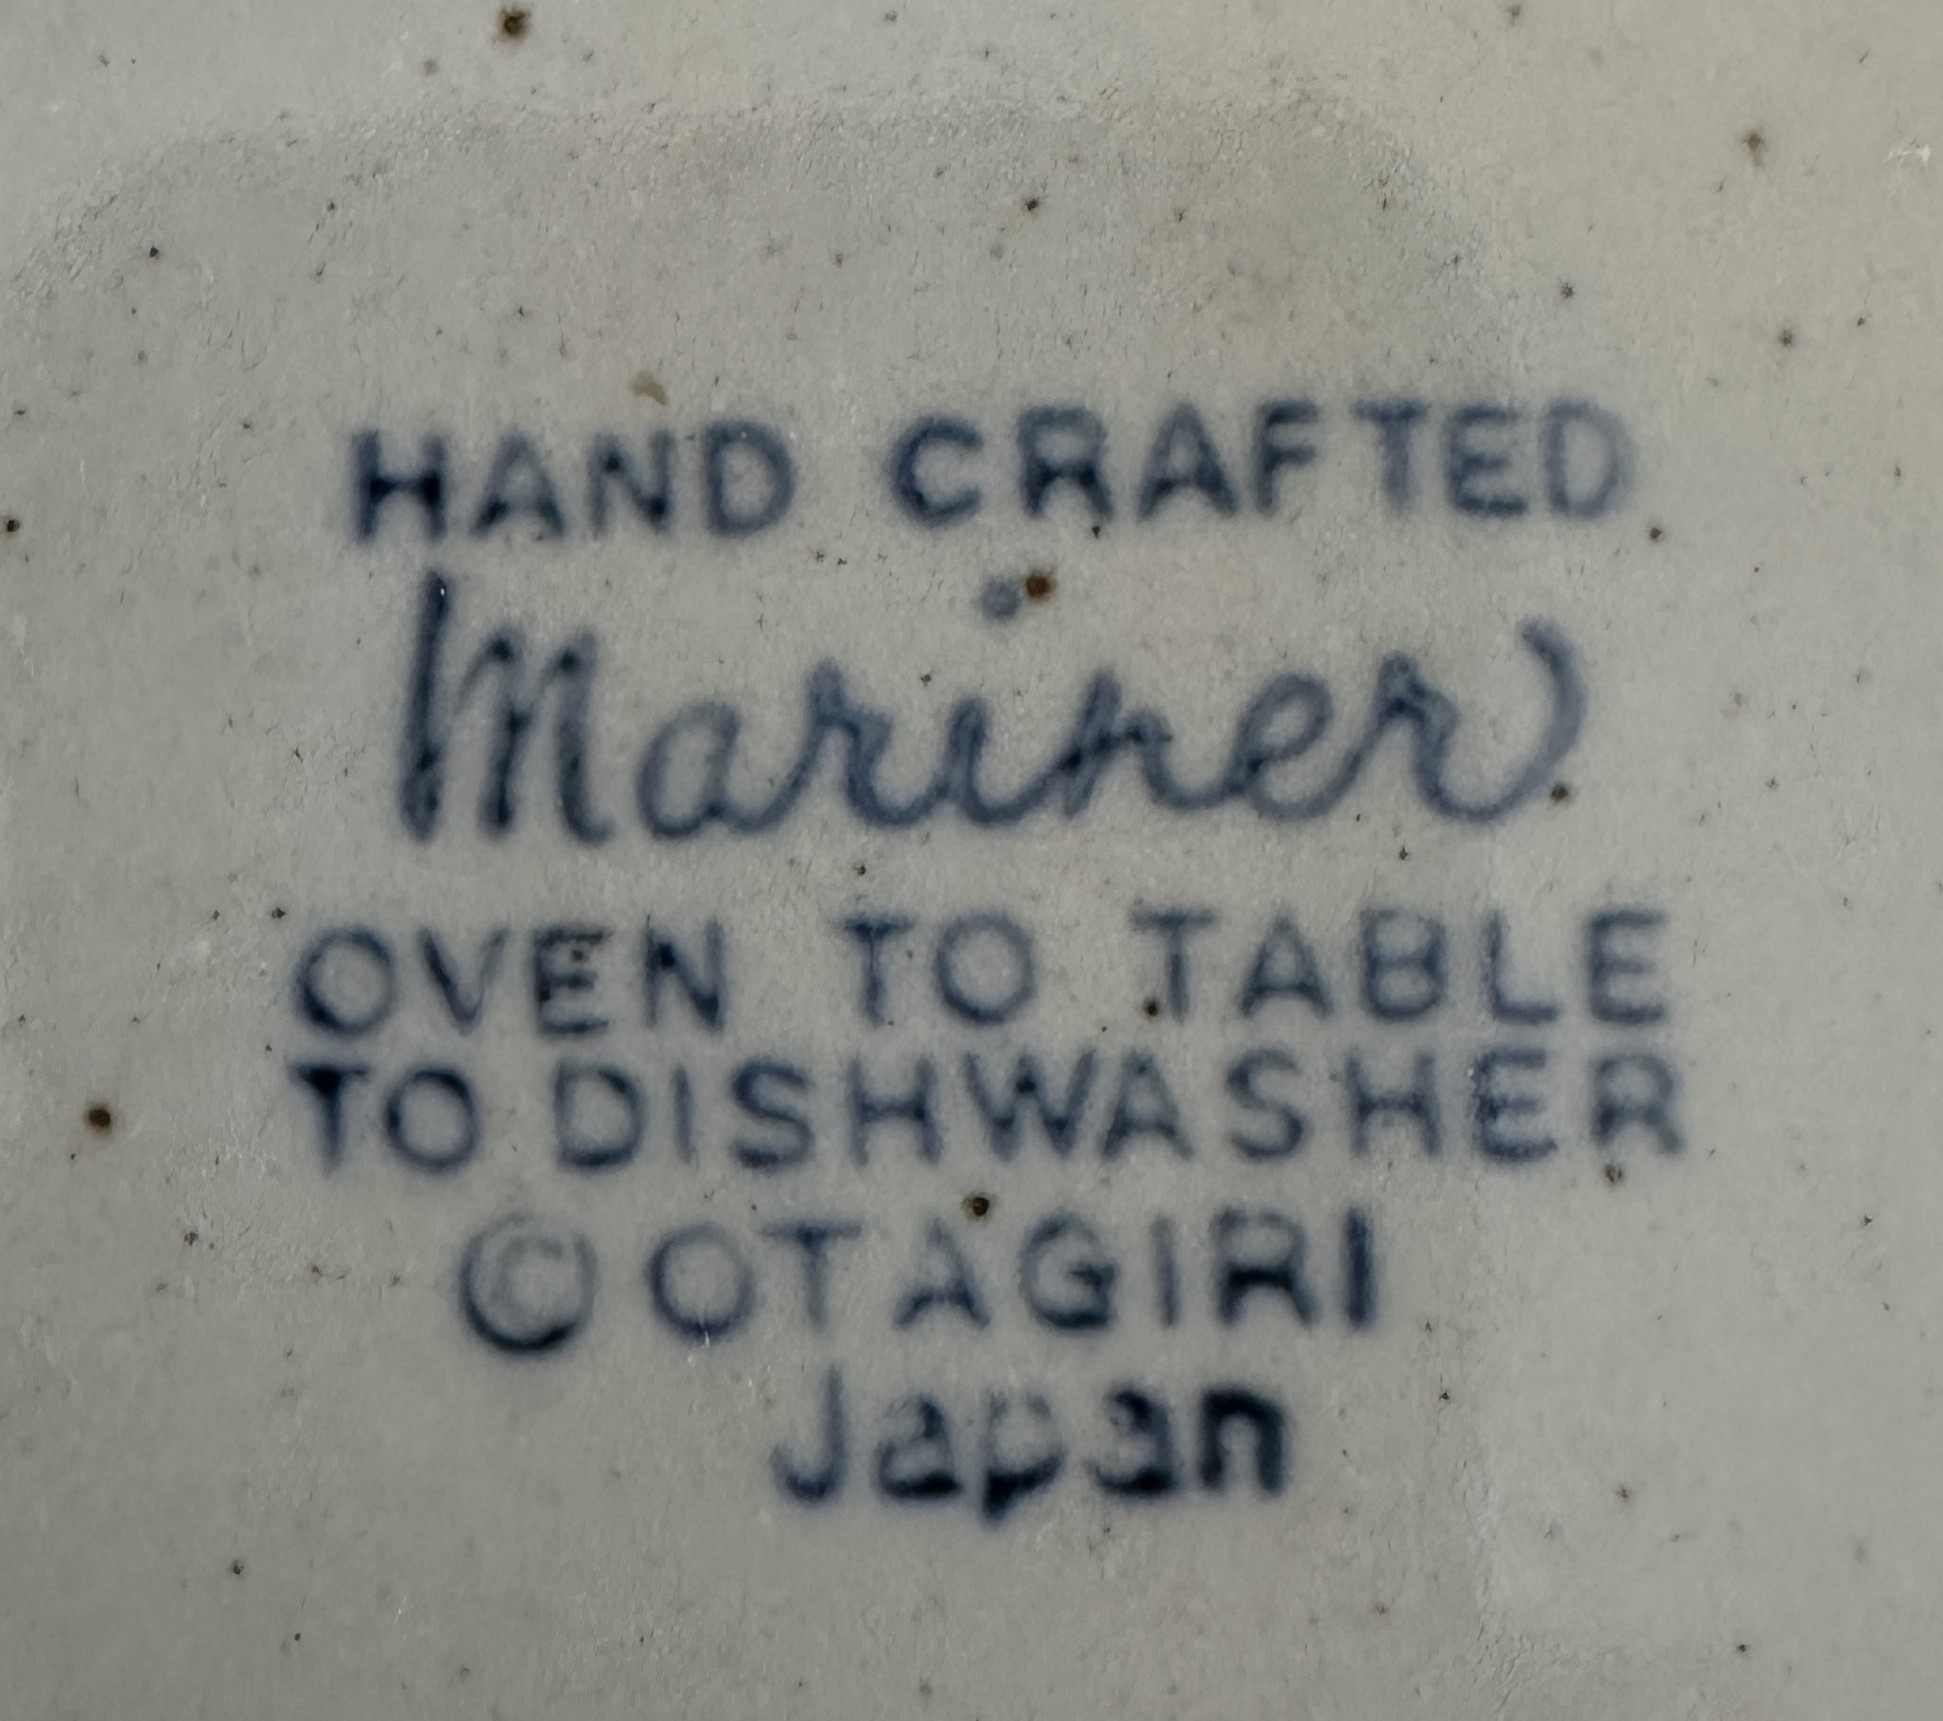 HAND CRAFTED
Mariner
OVEN TO TABLE
TO DISHWASHER
©OTAGIRI
Japan